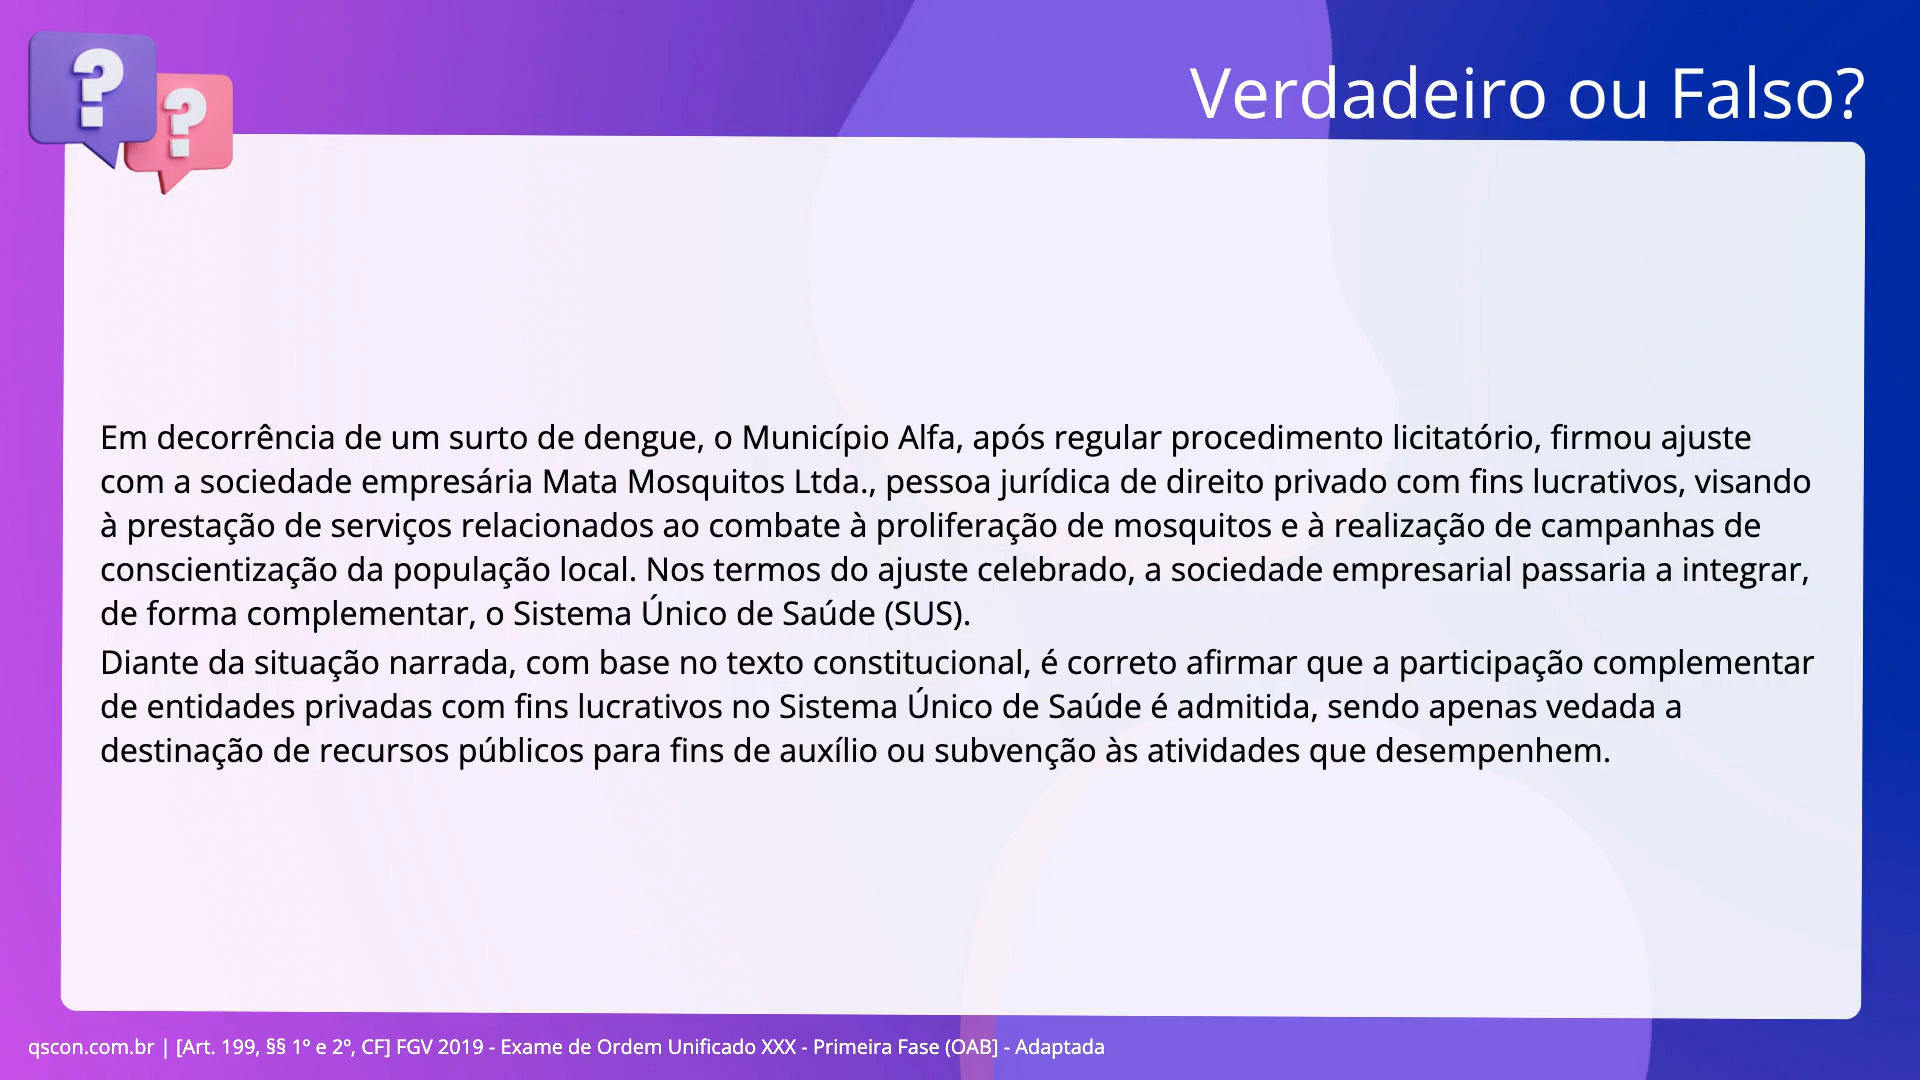 ? ?
Verdadeiro ou Falso?
Em decorrência de um surto de dengue, o Município Alfa, após regular procedimento licitatório, firmou ajuste
com a sociedade empresária Mata Mosquitos Ltda., pessoa jurídica de direito privado com fins lucrativos, visando
à prestação de serviços relacionados ao combate à proliferação de mosquitos e à realização de campanhas de
conscientização da população local. Nos termos do ajuste celebrado, a sociedade empresarial passaria a integrar,
de forma complementar, o Sistema Único de Saúde (SUS).
Diante da situação narrada, com base no texto constitucional, é correto afirmar que a participação complementar
de entidades privadas com fins lucrativos no Sistema Único de Saúde é admitida, sendo apenas vedada a
destinação de recursos públicos para fins de auxílio ou subvenção às atividades que desempenhem.
qscon.com.br | [Art. 199, §§ 1º e 2º, CF] FGV 2019 - Exame de Ordem Unificado XXX - Primeira Fase (OAB] - Adaptada